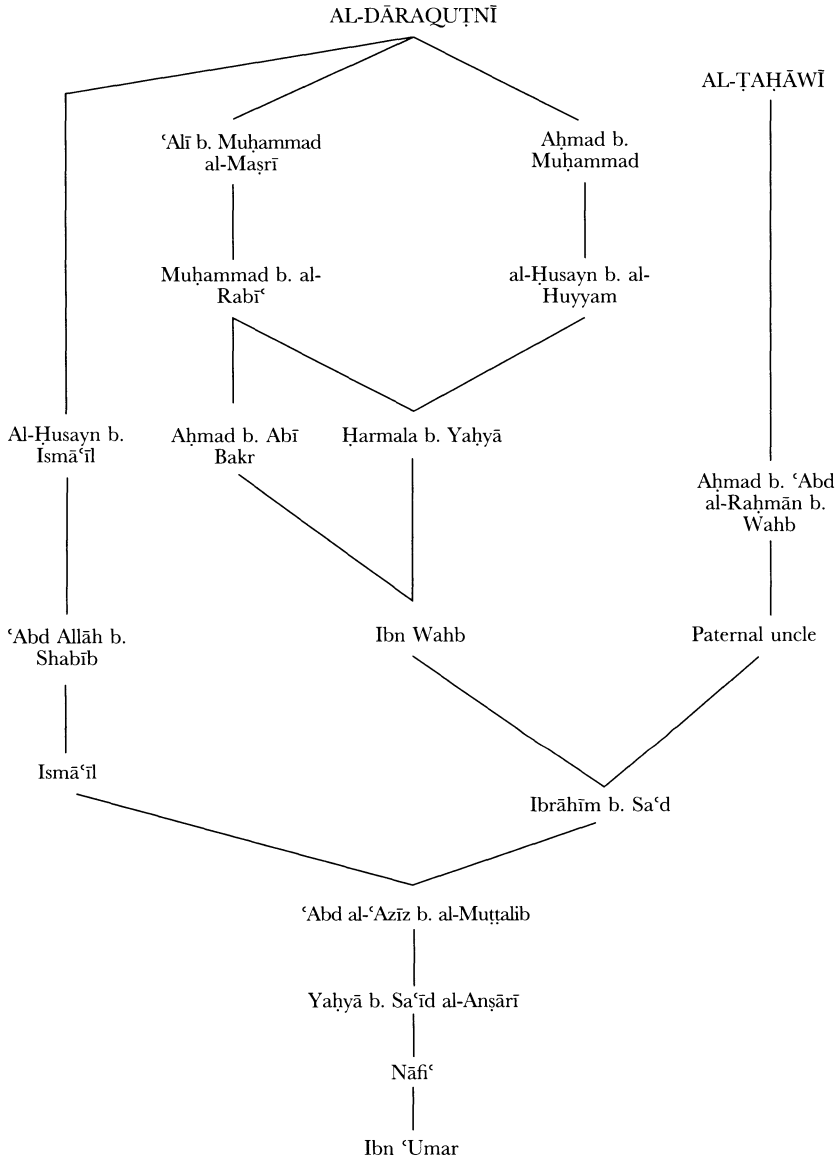 AL-DĀRAQUṬNĪ
AL-ṬAḤĀWĪ
ʿAlī b. Muḥammad
al-Maṣrī
Aḥmad b.
Muḥammad
Muḥammad b. al-
Rabīʿ
al-Ḥusayn b. al-
Huyyam
Al-Ḥusayn b.
Ismāʿīl
Aḥmad b. Abī
Bakr
Ḥarmala b. Yaḥyā
Aḥmad b. ʿAbd
al-Raḥmān b.
Wahb
ʿAbd Allāh b.
Shabīb
Ibn Wahb
Paternal uncle
Ismāʿīl
Ibrāhīm b. Saʿd
ʿAbd al-ʿAzīz b. al-Muṭṭalib
Yaḥyā b. Saʿīd al-Anṣārī
Nāfiʿ
Ibn ʿUmar